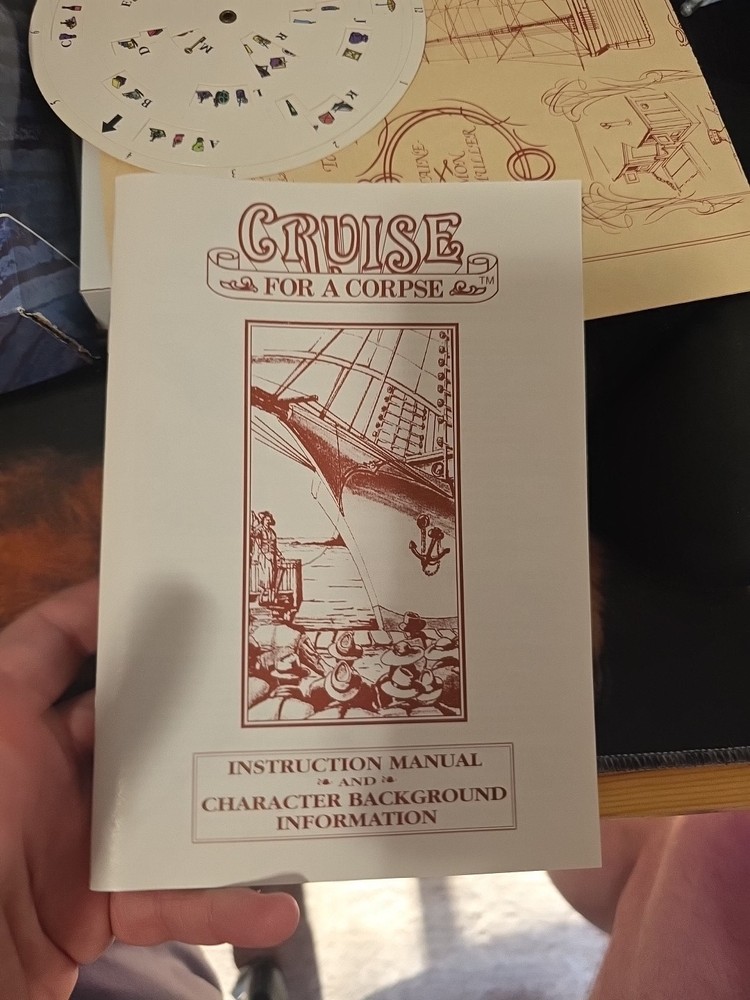 CRUISE
FOR A CORPSE
TM
INSTRUCTION MANUAL
AND
CHARACTER BACKGROUND
INFORMATION